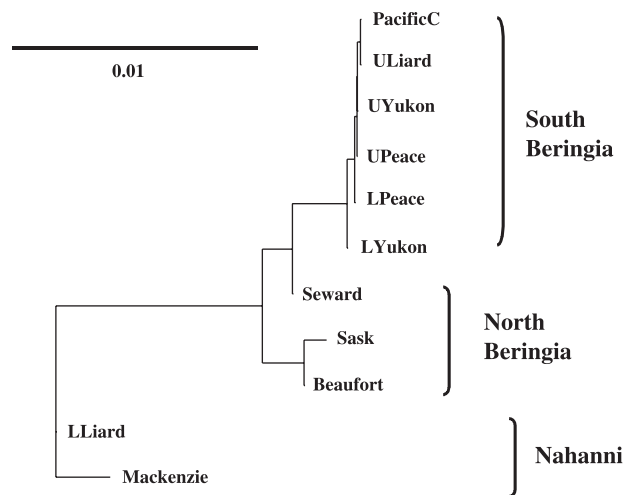 PacificC
0.01
ULiard
UYukon
South
Beringia
UPeace
LPeace
LYukon
Seward
North
Beringia
Sask
Beaufort
LLiard
Nahanni
Mackenzie